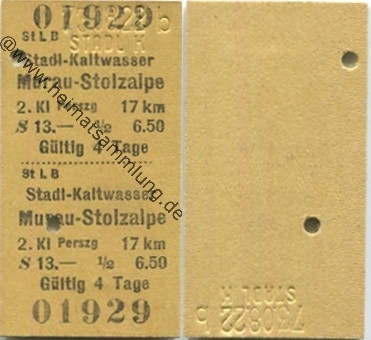 01929
St L B
Stadl-Kaltwasser
Murau-Stolzalpe
2. Kl Perszg 17 km
S 13.— ½ 6.50
Gültig 4 Tage
St L B
Stadl-Kaltwasser
Murau-Stolzalpe
2. Kl Perszg 17 km
S 13.— ½ 6.50
Gültig 4 Tage
01929
@www.heimatsammlung.de
STADL K